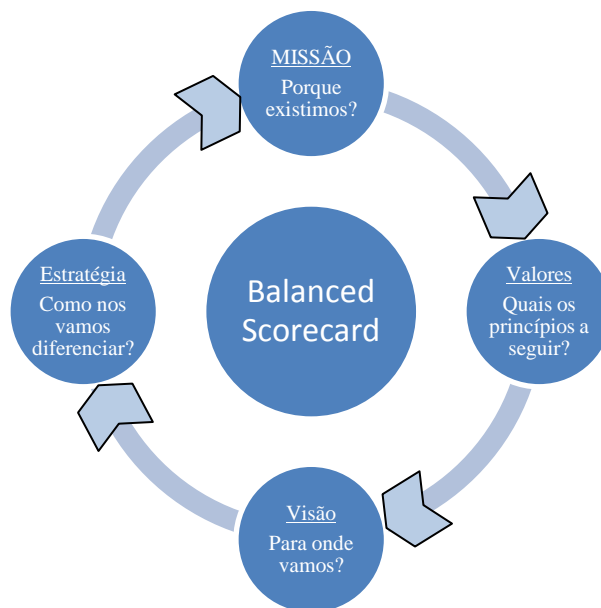 MISSÃO
Porque
existimos?
Valores
Quais os
princípios a
seguir?
Visão
Para onde
vamos?
Estratégia
Como nos
vamos
diferenciar?
Balanced
Scorecard